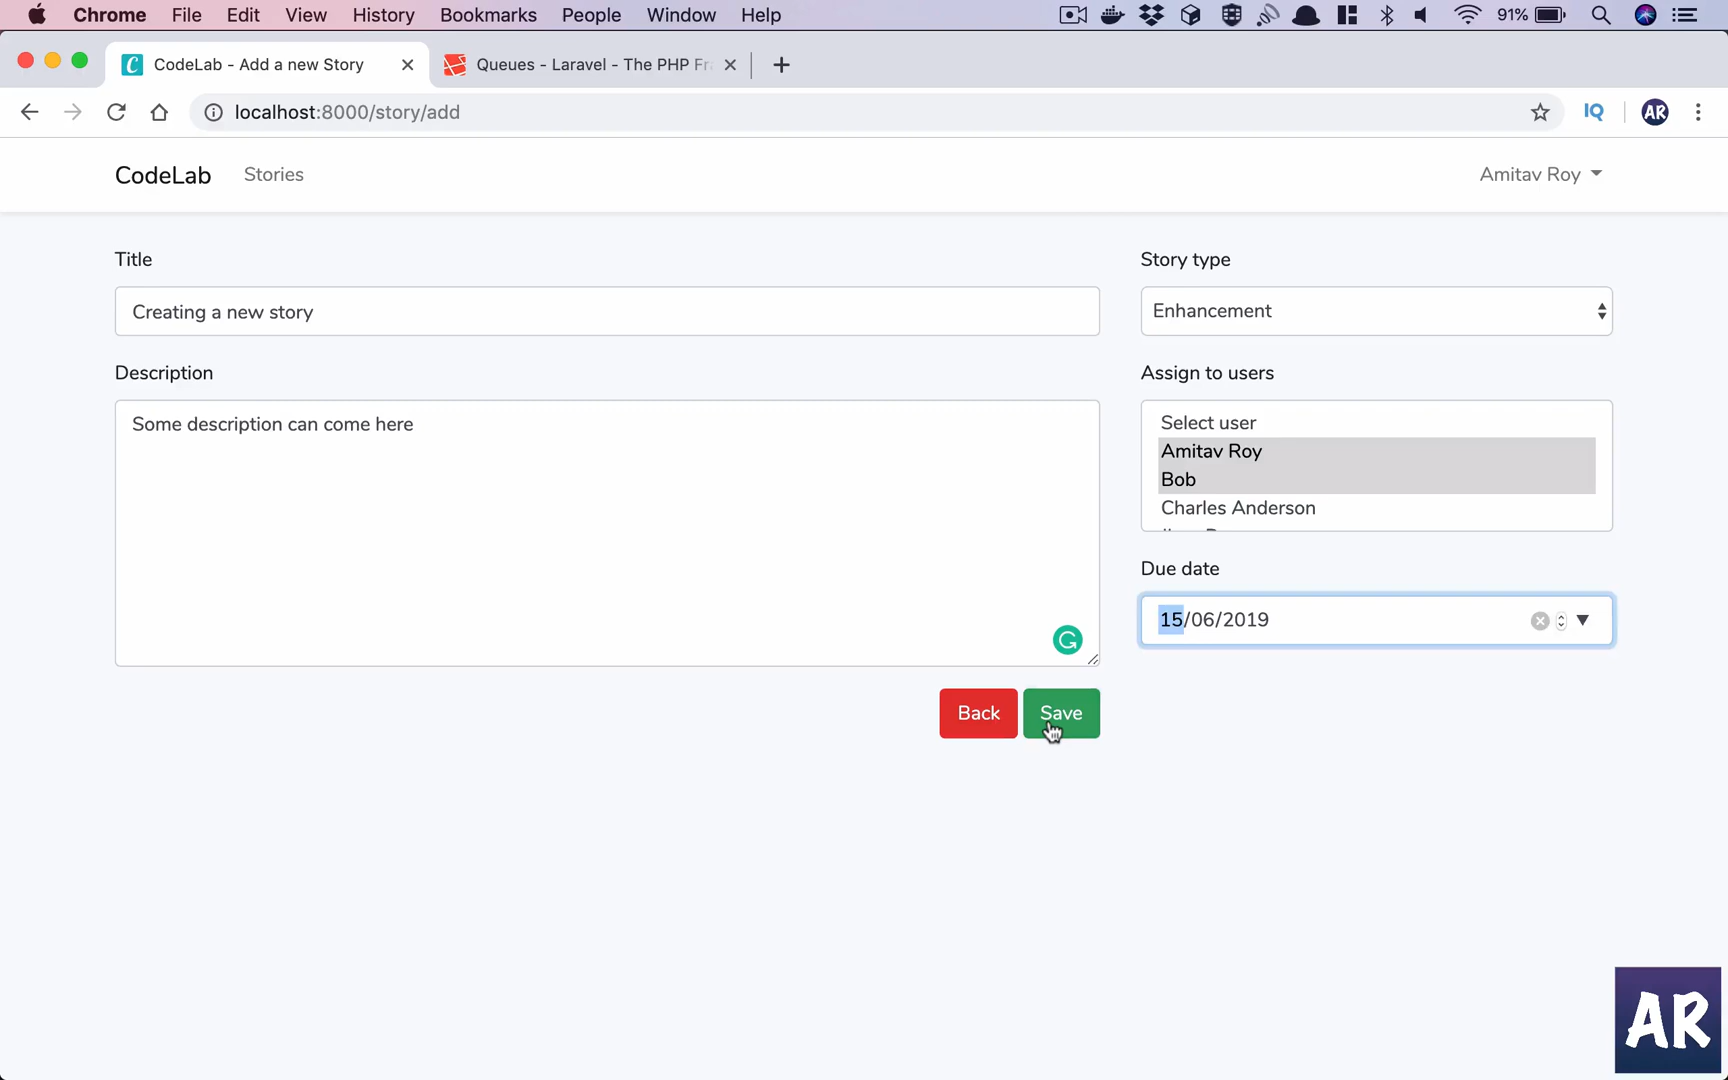 Chrome File Edit View History Bookmarks People Window Help 91%
CodeLab - Add a new Story
Queues - Laravel - The PHP Fr
localhost:8000/story/add
IQ
AR
CodeLab Stories Amitav Roy
Title
Creating a new story
Description
Some description can come here
Back Save
Story type
Enhancement
Assign to users
Select user
Amitav Roy
Bob
Charles Anderson
Due date
15/06/2019
AR